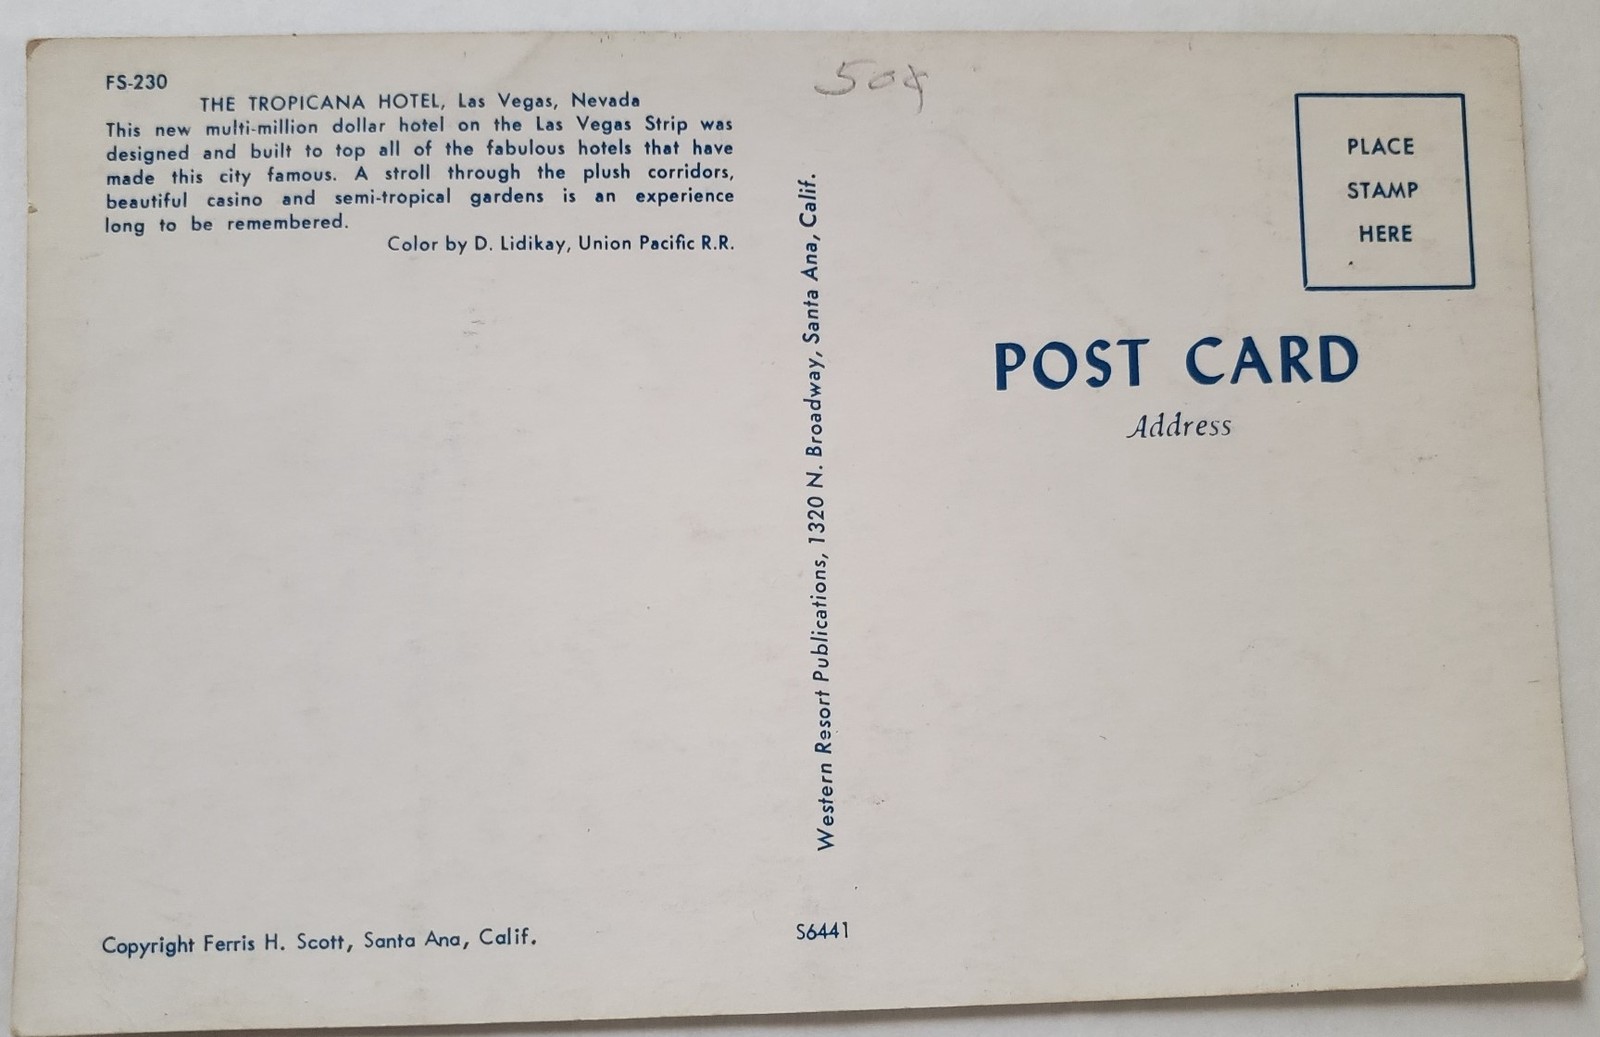 FS-230
THE TROPICANA HOTEL, Las Vegas, Nevada
This new multi-million dollar hotel on the Las Vegas Strip was
designed and built to top all of the fabulous hotels that have
made this city famous. A stroll through the plush corridors,
beautiful casino and semi-tropical gardens is an experience
long to be remembered.
Color by D. Lidikay, Union Pacific R.R.
Copyright Ferris H. Scott, Santa Ana, Calif.
Western Resort Publications, 1320 N. Broadway, Santa Ana, Calif.
S6441
50¢
PLACE
STAMP
HERE
POST CARD
Address